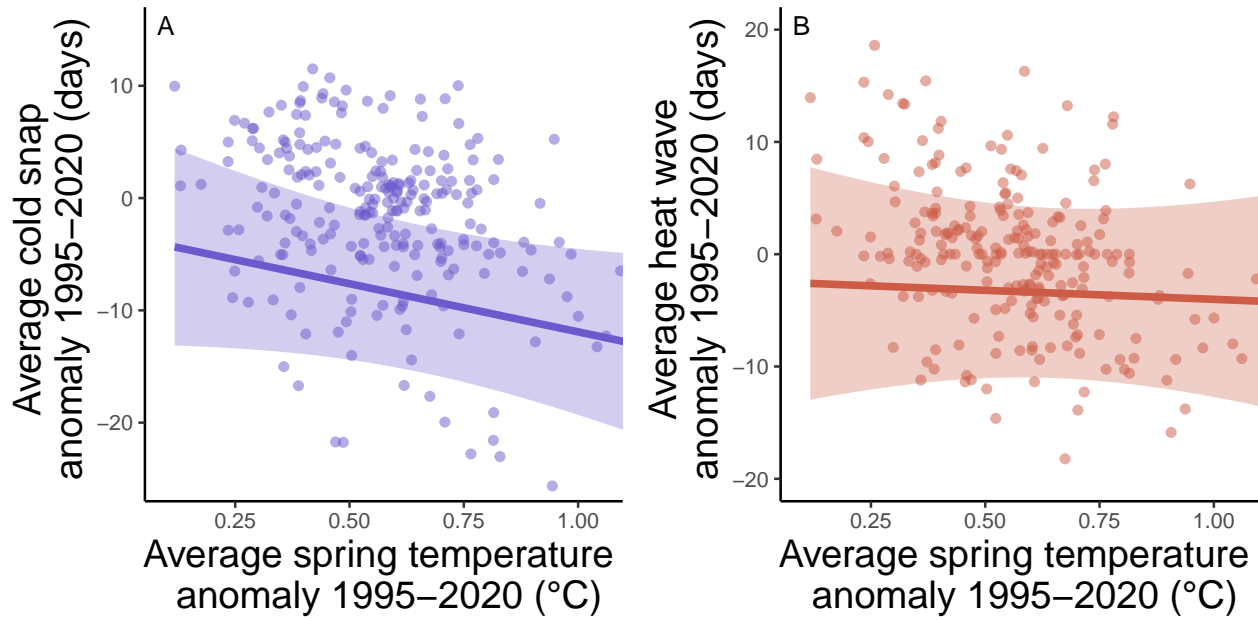 A
Average cold snap
anomaly 1995−2020 (days)
10
0
−10
−20
0.25 0.50 0.75 1.00
Average spring temperature
anomaly 1995−2020 (°C)
B
Average heat wave
anomaly 1995−2020 (days)
20
10
0
−10
−20
0.25 0.50 0.75 1.00
Average spring temperature
anomaly 1995−2020 (°C)